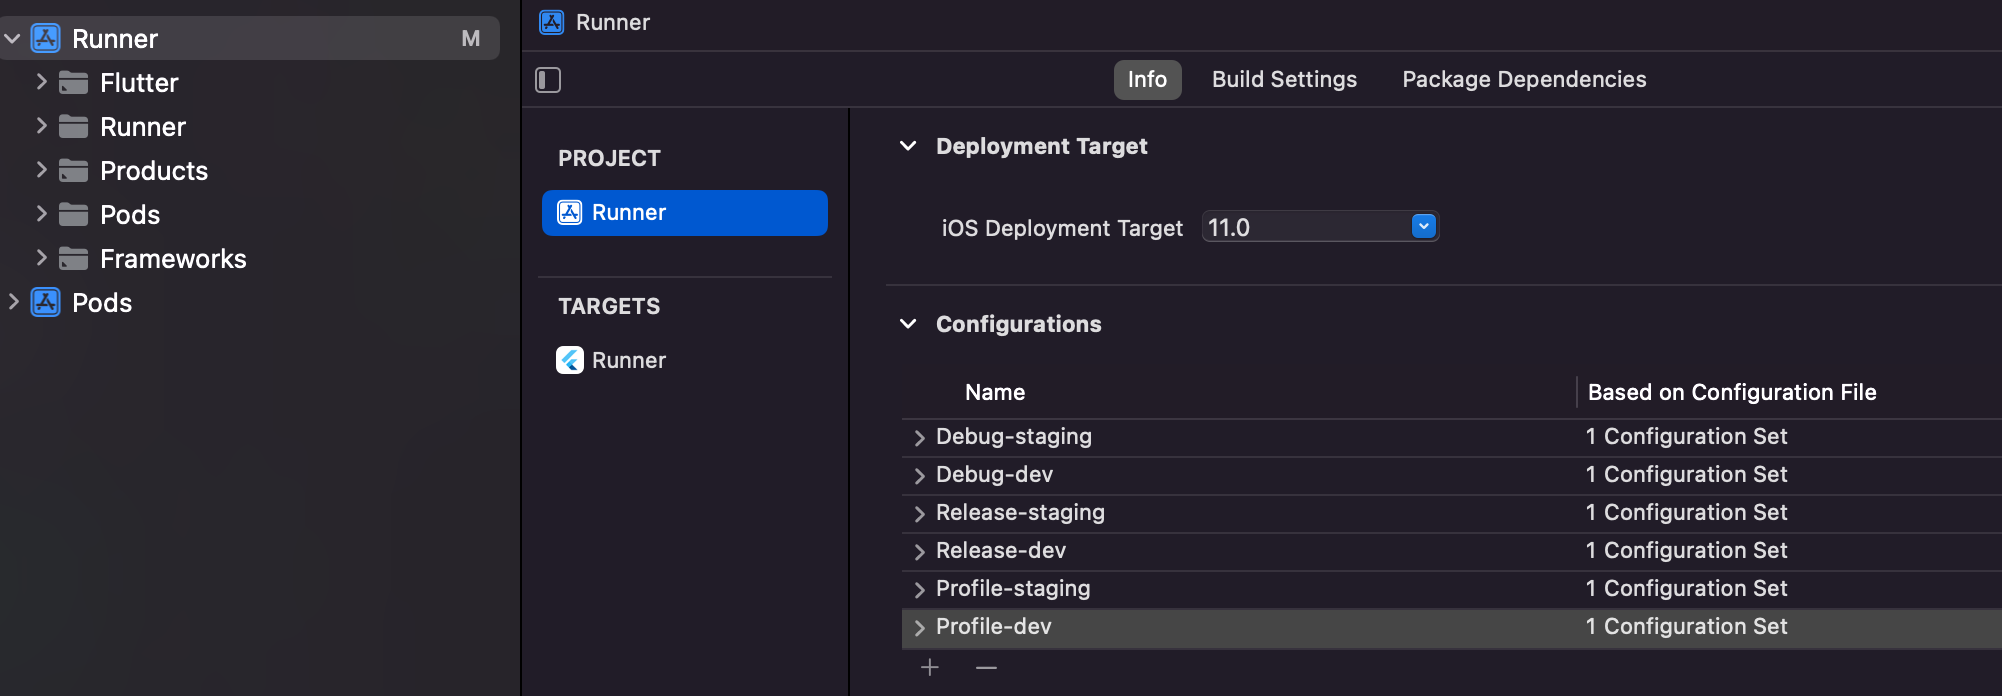 Runner M
Flutter
Runner
Products
Pods
Frameworks
Pods
Runner
Info Build Settings Package Dependencies
PROJECT
Runner
TARGETS
Runner
Deployment Target
iOS Deployment Target 11.0
Configurations
Name Based on Configuration File
Debug-staging 1 Configuration Set
Debug-dev 1 Configuration Set
Release-staging 1 Configuration Set
Release-dev 1 Configuration Set
Profile-staging 1 Configuration Set
Profile-dev 1 Configuration Set